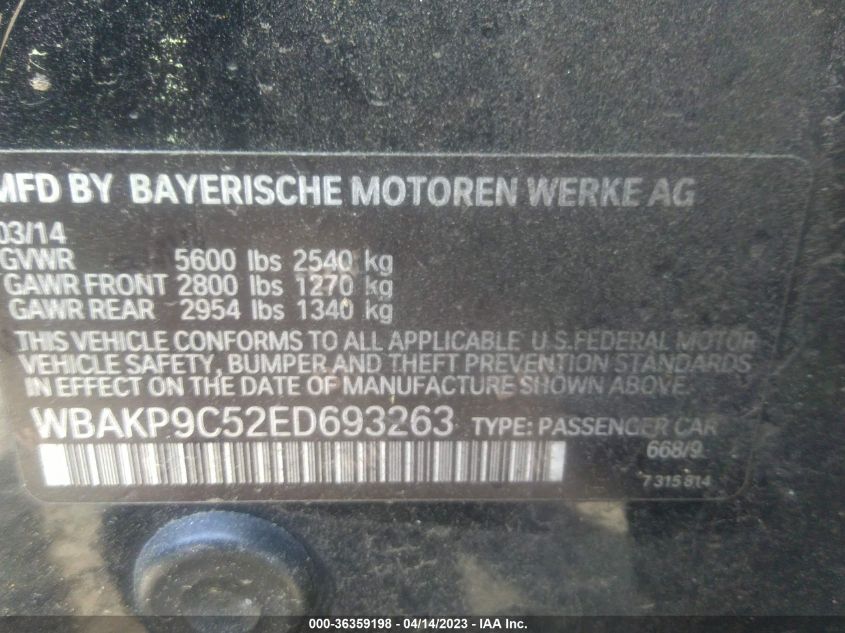 MFD BY BAYERISCHE MOTOREN WERKE AG
03/14
GVWR 5600 lbs 2540 kg
GAWR FRONT 2800 lbs 1270 kg
GAWR REAR 2954 lbs 1340 kg
THIS VEHICLE CONFORMS TO ALL APPLICABLE U.S.FEDERAL MOTOR
VEHICLE SAFETY, BUMPER AND THEFT PREVENTION STANDARDS
IN EFFECT ON THE DATE OF MANUFACTURE SHOWN ABOVE.
WBAKP9C52ED693263 TYPE: PASSENGER CAR
668/9
7 315 814
000-36359198 - 04/14/2023 - IAA Inc.